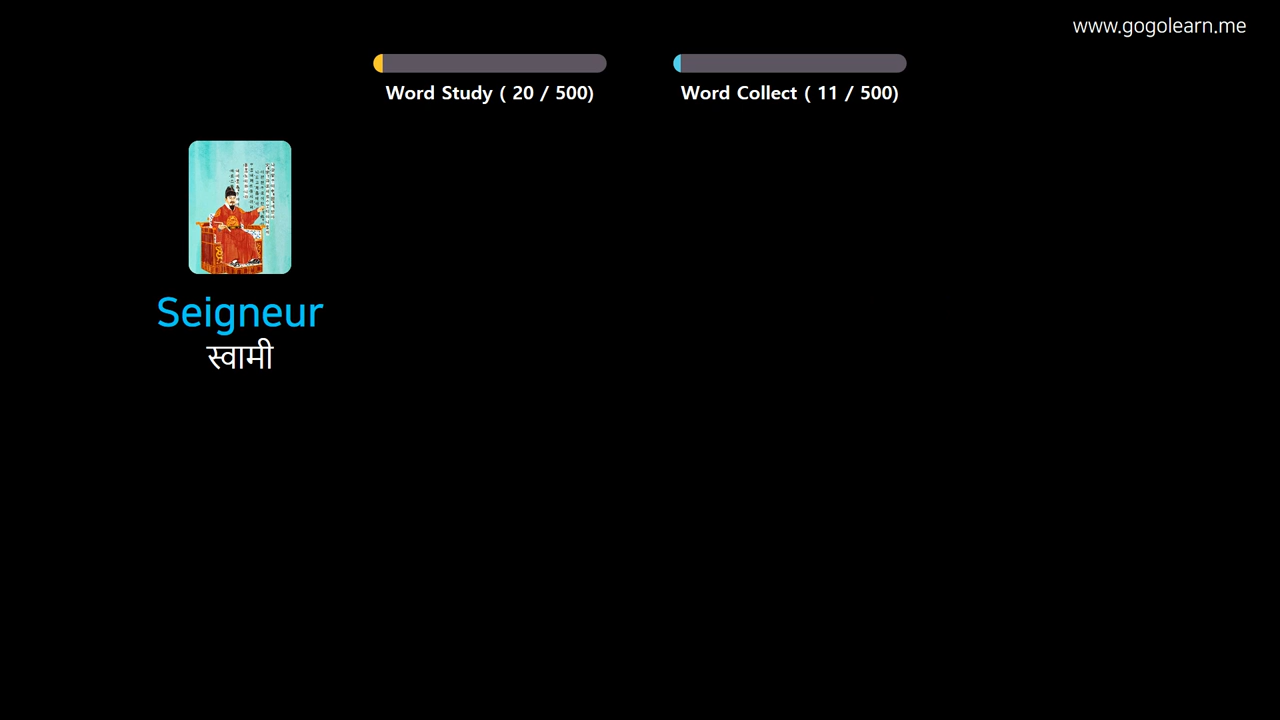 www.gogolearn.me
Word Study ( 20 / 500)
Word Collect ( 11 / 500)
Seigneur
स्वामी